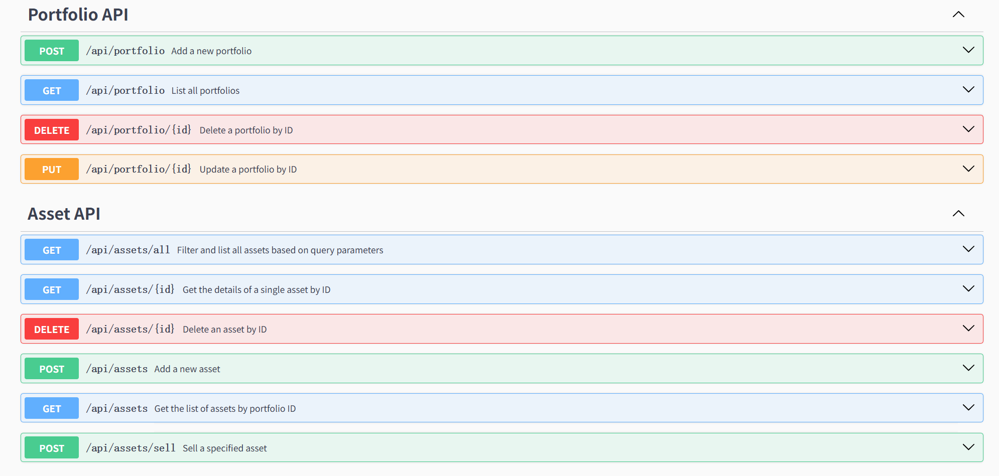 Portfolio API
POST /api/portfolio Add a new portfolio
GET /api/portfolio List all portfolios
DELETE /api/portfolio/{id} Delete a portfolio by ID
PUT /api/portfolio/{id} Update a portfolio by ID
Asset API
GET /api/assets/all Filter and list all assets based on query parameters
GET /api/assets/{id} Get the details of a single asset by ID
DELETE /api/assets/{id} Delete an asset by ID
POST /api/assets Add a new asset
GET /api/assets Get the list of assets by portfolio ID
POST /api/assets/sell Sell a specified asset